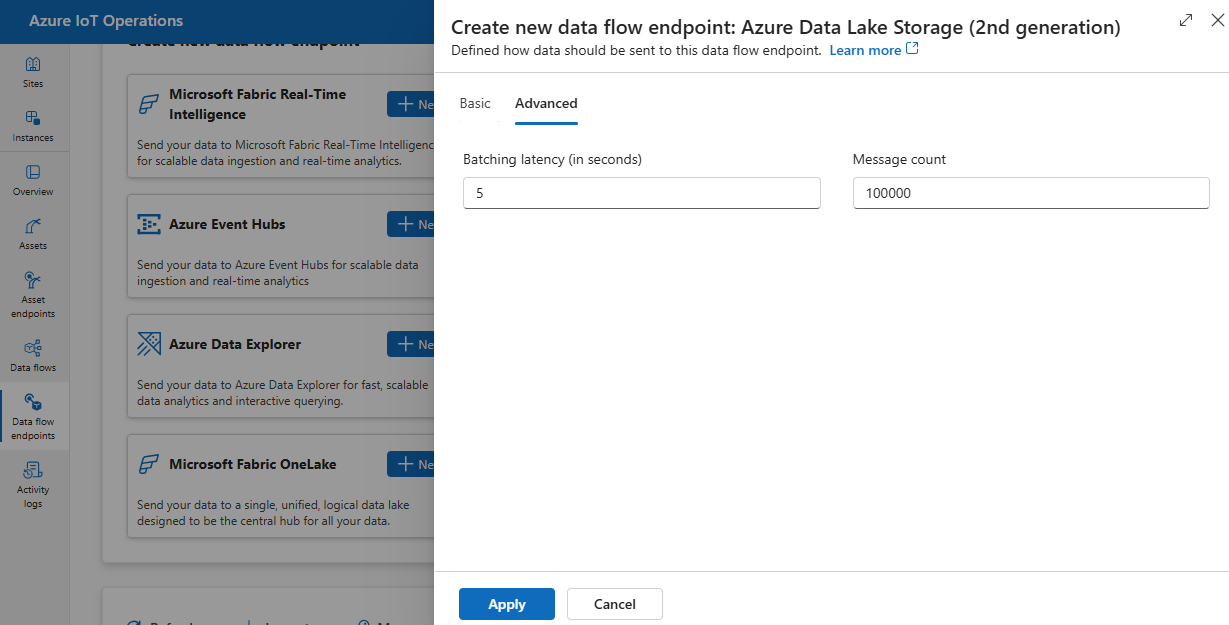 Azure IoT Operations
Sites
Instances
Overview
Assets
Asset
endpoints
Data flows
Data flow
endpoints
Activity
logs
Create new data flow endpoint
Microsoft Fabric Real-Time
Intelligence
Ne
Send your data to Microsoft Fabric Real-Time Intelligenc
for scalable data ingestion and real-time analytics.
Azure Event Hubs
Ne
Send your data to Azure Event Hubs for scalable data
ingestion and real-time analytics
Azure Data Explorer
Ne
Send your data to Azure Data Explorer for fast, scalable
data analytics and interactive querying.
Microsoft Fabric OneLake
Ne
Send your data to a single, unified, logical data lake
designed to be the central hub for all your data.
Create new data flow endpoint: Azure Data Lake Storage (2nd generation)
Defined how data should be sent to this data flow endpoint. Learn more
Basic Advanced
Batching latency (in seconds) Message count
5 100000
Apply Cancel